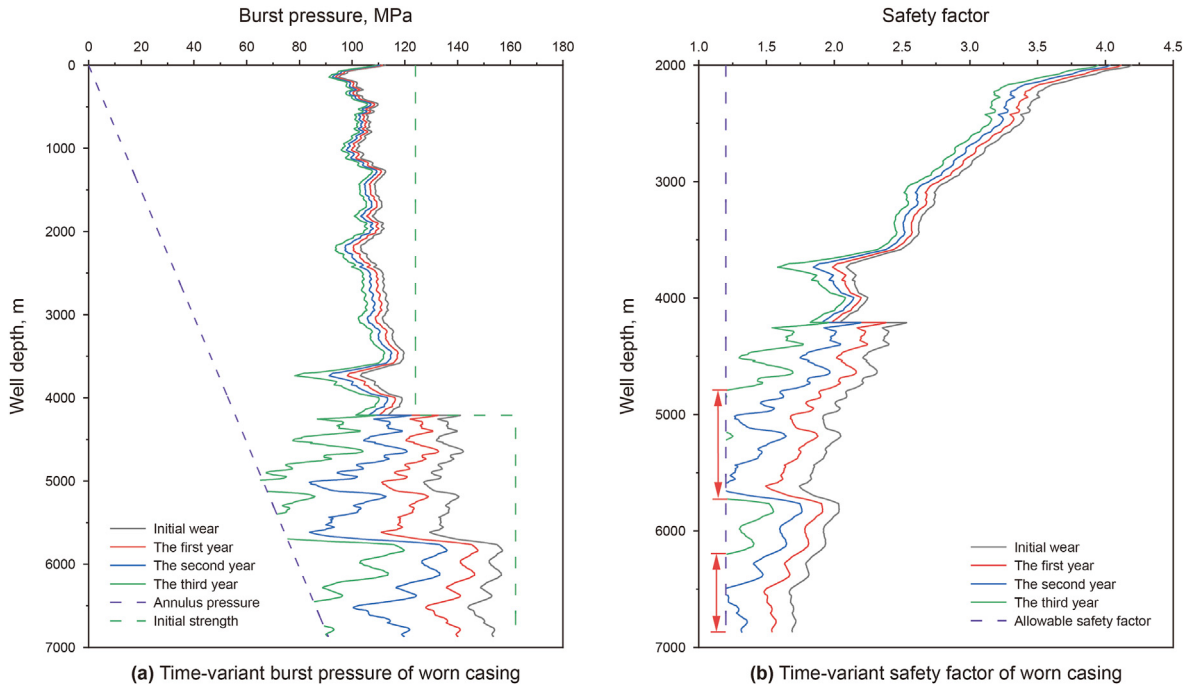 Burst pressure, MPa
0 20 40 60 80 100 120 140 160 180
0
1000
2000
3000
4000
5000
6000
7000
Well depth, m
Initial wear
The first year
The second year
The third year
Annulus pressure
Initial strength
(a) Time-variant burst pressure of worn casing
Safety factor
1.0 1.5 2.0 2.5 3.0 3.5 4.0 4.5
2000
3000
4000
5000
6000
7000
Well depth, m
Initial wear
The first year
The second year
The third year
Allowable safety factor
(b) Time-variant safety factor of worn casing